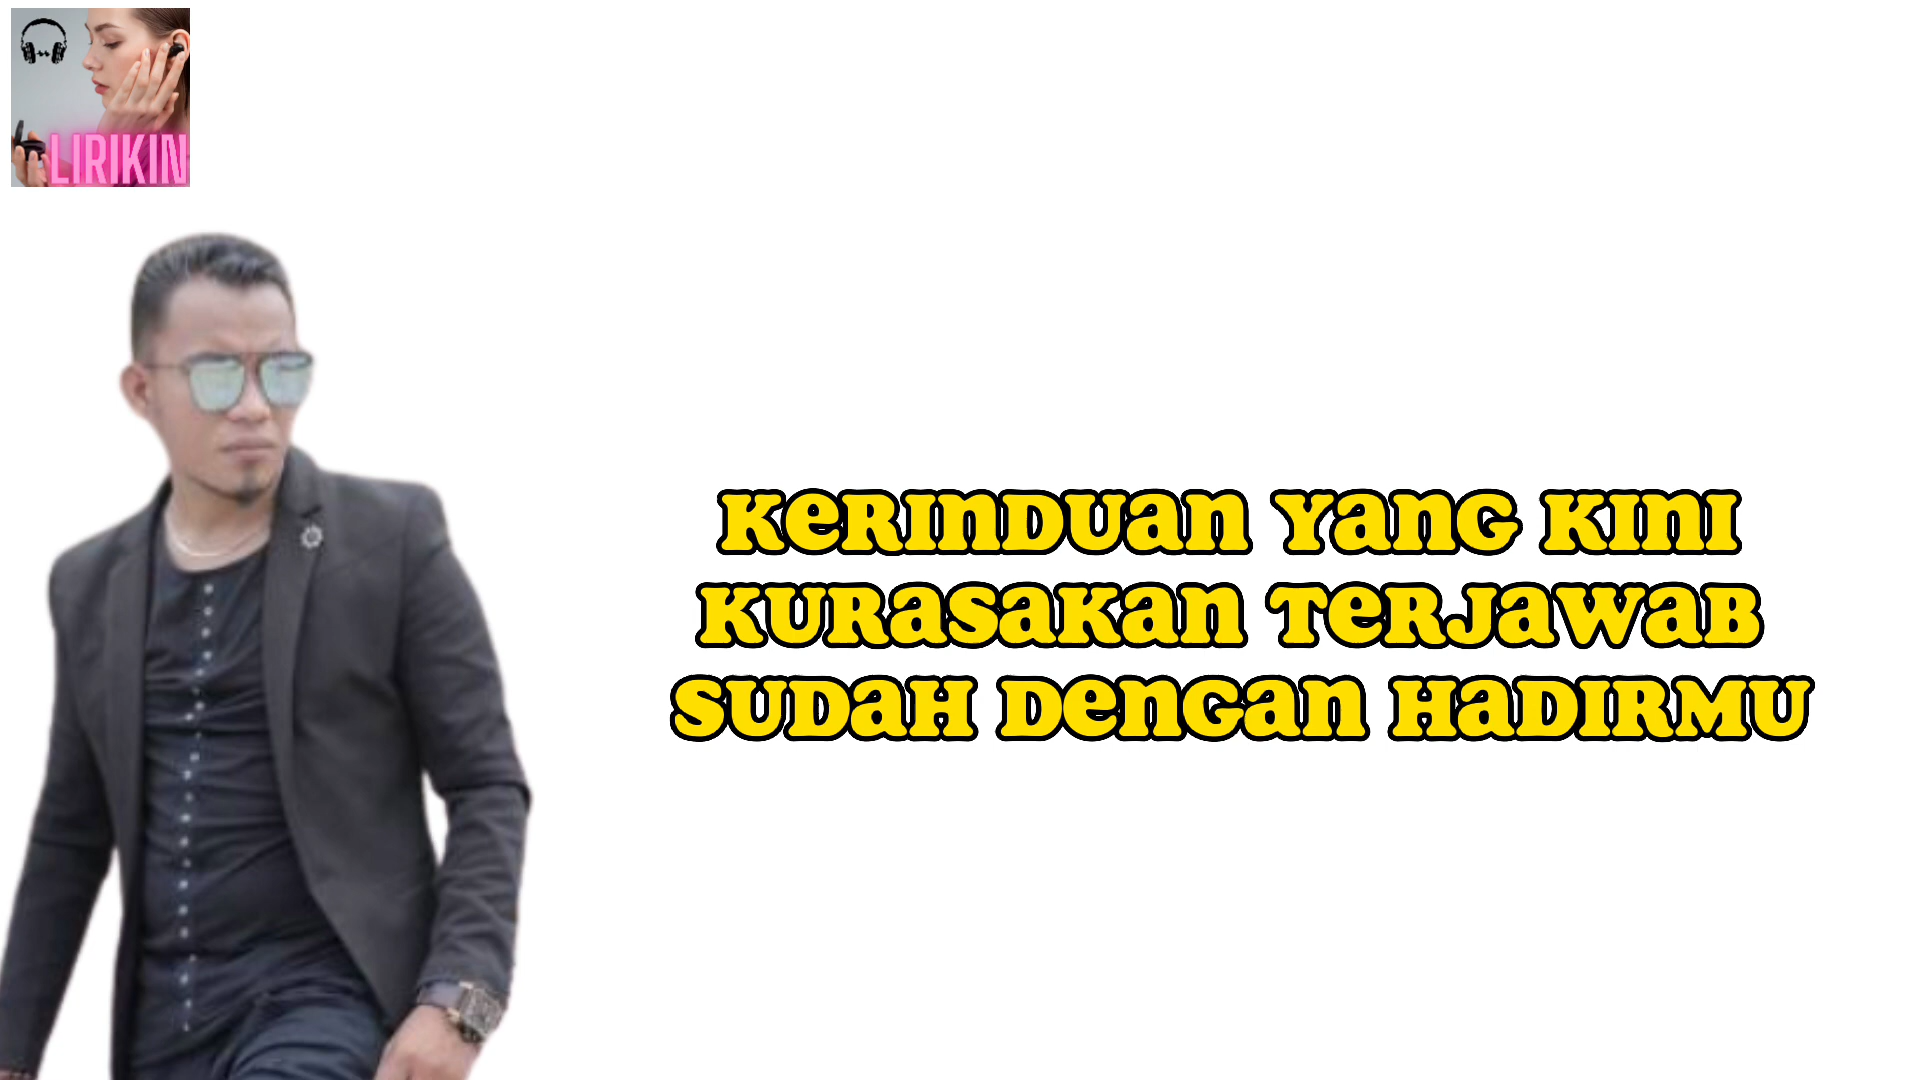 LIRIKIN
KERINDUAN YANG KINI
KURASAKAN TERJAWAB
SUDAH DENGAN HADIRMU